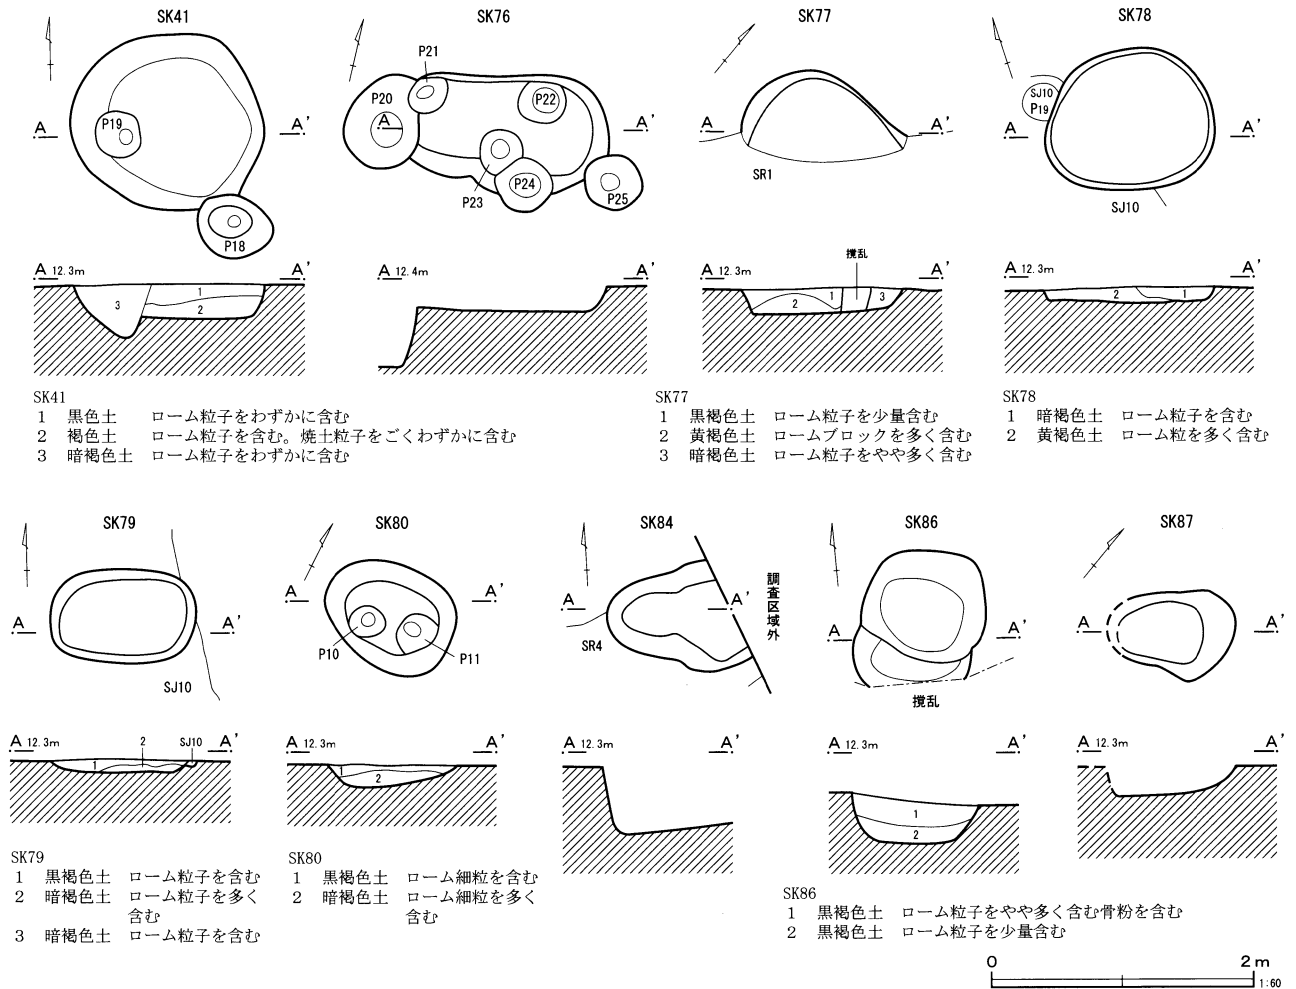 SK41
P19
A
A'
P18
A 12.3m
A'
1
2
3
SK76
P21
P20
A
P22
A'
P23
P24
P25
A 12.4m
A'
SK77
A
A'
SR1
撹乱
A 12.3m
A'
1
2
3
SK78
SJ10
P19
A
A'
SJ10
A 12.3m
A'
2
1
SK41
1 黒色土 ローム粒子をわずかに含む
2 褐色土 ローム粒子を含む。焼土粒子をごくわずかに含む
3 暗褐色土 ローム粒子をわずかに含む
SK77
1 黒褐色土 ローム粒子を少量含む
2 黄褐色土 ロームブロックを多く含む
3 暗褐色土 ローム粒子をやや多く含む
SK78
1 暗褐色土 ローム粒子を含む
2 黄褐色土 ローム粒を多く含む
SK79
A
A'
SJ10
A 12.3m
2
SJ10
A'
1
SK80
A
A'
P10
P11
A 12.3m
A'
1
2
SK84
A
A'
SR4
調査区域外
A 12.3m
A'
SK86
A
A'
撹乱
A 12.3m
A'
1
2
SK87
A
A'
A 12.3m
A'
SK79
1 黒褐色土 ローム粒子を含む
2 暗褐色土 ローム粒子を多く
含む
3 暗褐色土 ローム粒子を含む
SK80
1 黒褐色土 ローム細粒を含む
2 暗褐色土 ローム細粒を多く
含む
SK86
1 黒褐色土 ローム粒子をやや多く含む骨粉を含む
2 黒褐色土 ローム粒子を少量含む
0 2m
1:60